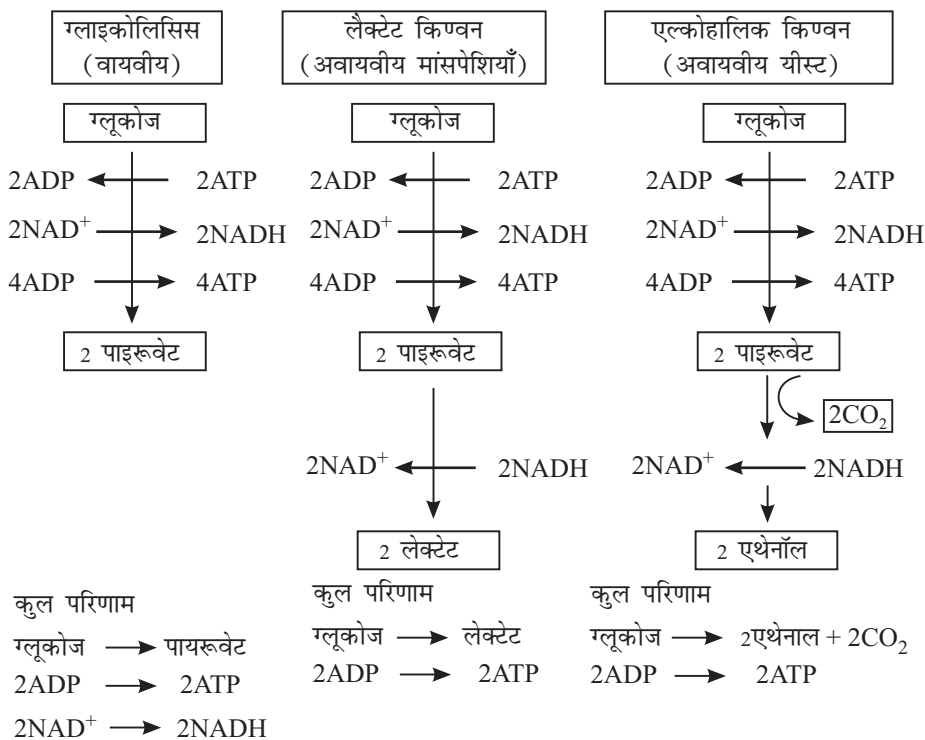 ग्लाइकोलिसिस
(वायवीय)
ग्लूकोज
2ADP 2ATP
2NAD⁺ 2NADH
4ADP 4ATP
2 पाइरूवेट
कुल परिणाम
ग्लूकोज → पायरूवेट
2ADP → 2ATP
2NAD⁺ → 2NADH
लैक्टेट किण्वन
(अवायवीय मांसपेशियाँ)
ग्लूकोज
2ADP 2ATP
2NAD⁺ 2NADH
4ADP 4ATP
2 पाइरूवेट
2NAD⁺ 2NADH
2 लेक्टेट
कुल परिणाम
ग्लूकोज → लेक्टेट
2ADP → 2ATP
एल्कोहालिक किण्वन
(अवायवीय यीस्ट)
ग्लूकोज
2ADP 2ATP
2NAD⁺ 2NADH
4ADP 4ATP
2 पाइरूवेट
2CO₂
2NAD⁺ 2NADH
2 एथेनॉल
कुल परिणाम
ग्लूकोज → 2एथेनाल + 2CO₂
2ADP → 2ATP